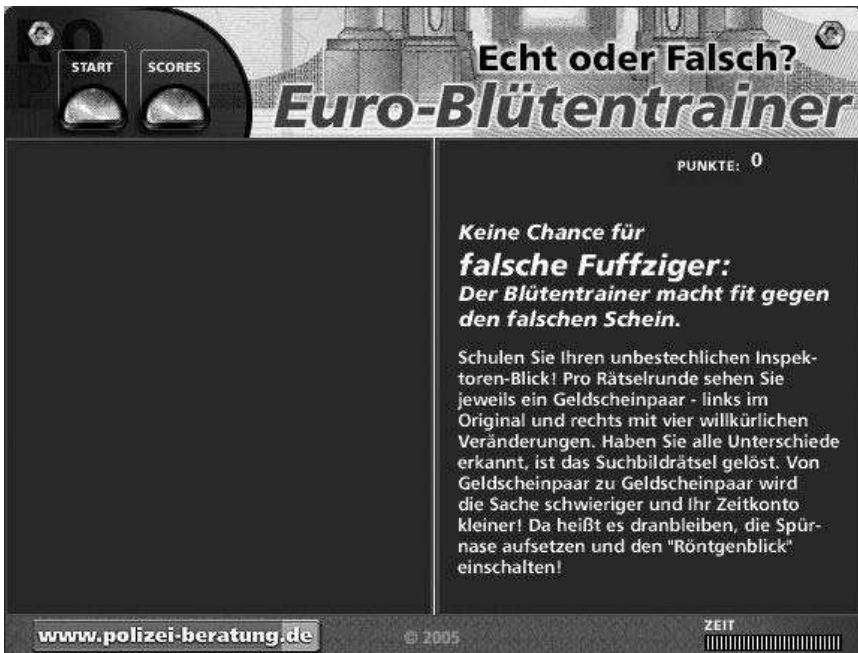 START
SCORES
Echt oder Falsch?
Euro-Blütentrainer
PUNKTE: 0
Keine Chance für
falsche Fuffziger:
Der Blütentrainer macht fit gegen
den falschen Schein.
Schulen Sie Ihren unbestechlichen Inspek-
toren-Blick! Pro Rätselrunde sehen Sie
jeweils ein Geldscheinpaar - links im
Original und rechts mit vier willkürlichen
Veränderungen. Haben Sie alle Unterschiede
erkannt, ist das Suchbildrätsel gelöst. Von
Geldscheinpaar zu Geldscheinpaar wird
die Sache schwieriger und Ihr Zeitkonto
kleiner! Da heißt es dranbleiben, die Spür-
nase aufsetzen und den "Röntgenblick"
einschalten!
www.polizei-beratung.de
© 2005
ZEIT